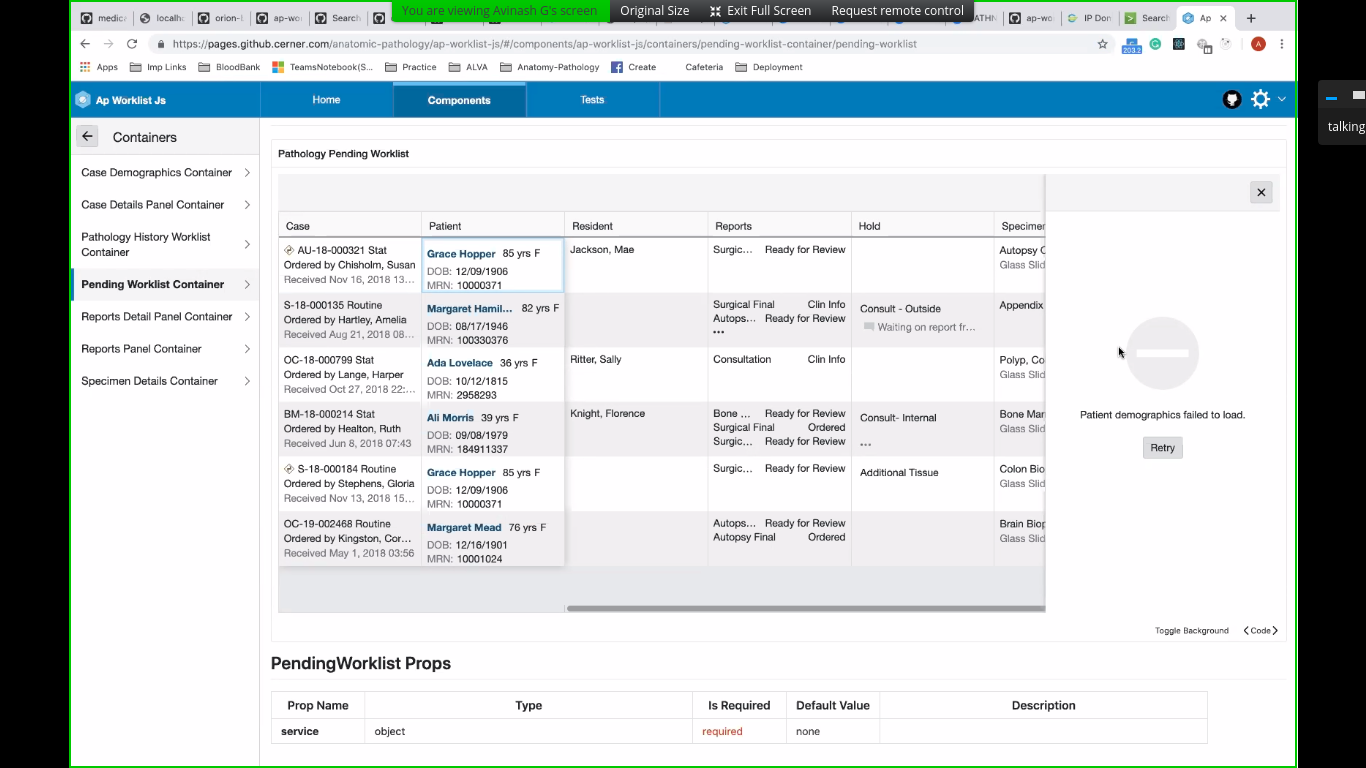 You are viewing Avinash G's screen Original Size Exit Full Screen Request remote control
medica localh orion-l ap-wo Search ATHN ap-wo IP Don Search Ap
https://pages.github.cerner.com/anatomic-pathology/ap-worklist-js/#/components/ap-worklist-js/containers/pending-worklist-container/pending-worklist
203.2
A
Apps Imp Links BloodBank TeamsNotebook(S... Practice ALVA Anatomy-Pathology Create Cafeteria Deployment
Ap Worklist Js Home Components Tests
talking
Containers
Case Demographics Container
Case Details Panel Container
Pathology History Worklist
Container
Pending Worklist Container
Reports Detail Panel Container
Reports Panel Container
Specimen Details Container
Pathology Pending Worklist
Case Patient Resident Reports Hold Specimen
AU-18-000321 Stat Grace Hopper 85 yrs F Jackson, Mae Surgic... Ready for Review Autopsy C
Ordered by Chisholm, Susan DOB: 12/09/1906 Glass Slid
Received Nov 16, 2018 13... MRN: 10000371
S-18-000135 Routine Margaret Hamil... 82 yrs F Surgical Final Clin Info Consult - Outside Appendix
Ordered by Hartley, Amelia DOB: 08/17/1946 Autops... Ready for Review Waiting on report fr...
Received Aug 21, 2018 08... MRN: 100330376 •••
OC-18-000799 Stat Ada Lovelace 36 yrs F Ritter, Sally Consultation Clin Info Polyp, Co
Ordered by Lange, Harper DOB: 10/12/1815 Glass Slid
Received Oct 27, 2018 22:... MRN: 2958293
BM-18-000214 Stat Ali Morris 39 yrs F Knight, Florence Bone ... Ready for Review Consult- Internal Bone Mar
Ordered by Healton, Ruth DOB: 09/08/1979 Surgical Final Ordered Glass Slid
Received Jun 8, 2018 07:43 MRN: 184911337 Surgic... Ready for Review •••
S-18-000184 Routine Grace Hopper 85 yrs F Surgic... Ready for Review Additional Tissue Colon Bio
Ordered by Stephens, Gloria DOB: 12/09/1906 Glass Slid
Received Nov 13, 2018 15... MRN: 10000371
OC-19-002468 Routine Margaret Mead 76 yrs F Autops... Ready for Review Brain Biop
Ordered by Kingston, Cor... DOB: 12/16/1901 Autopsy Final Ordered Glass Slid
Received May 1, 2018 03:56 MRN: 10001024
Patient demographics failed to load.
Retry
Toggle Background Code
PendingWorklist Props
Prop Name Type Is Required Default Value Description
service object required none